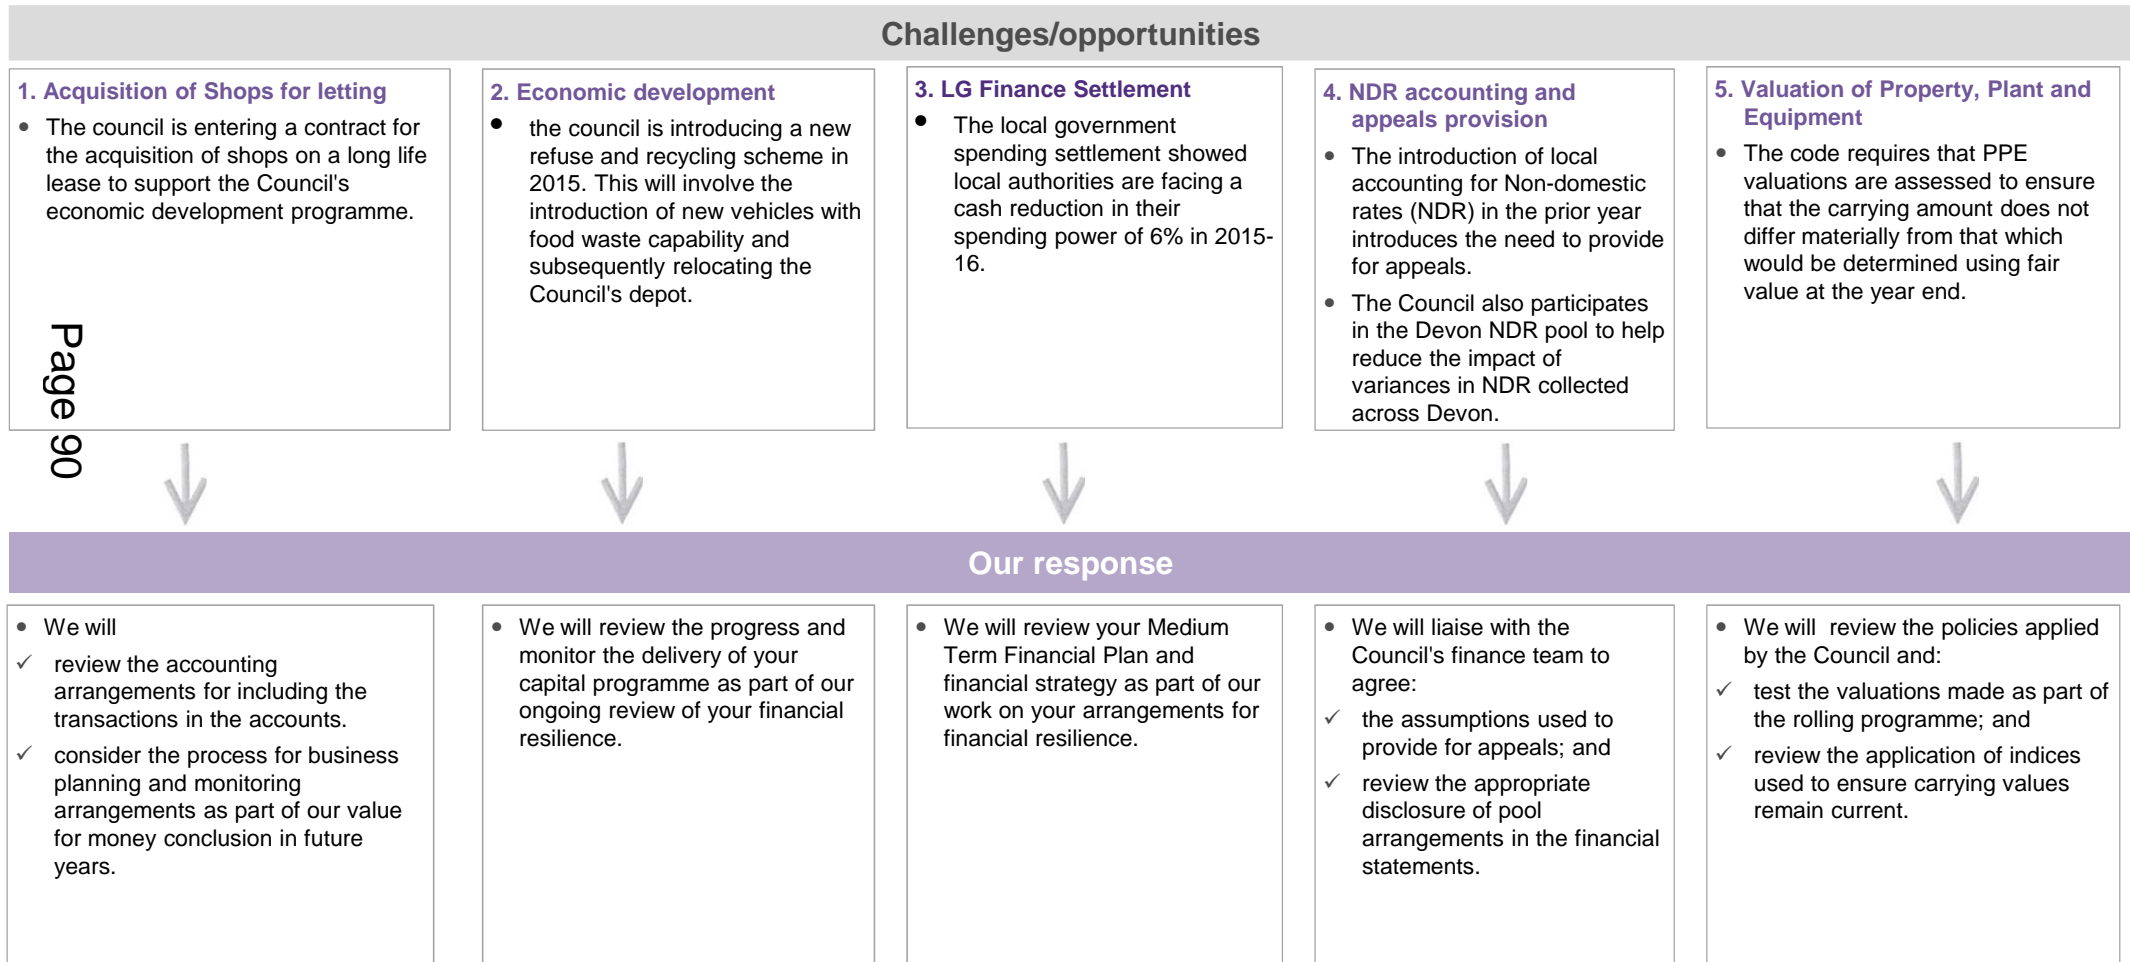 Challenges/opportunities
1. Acquisition of Shops for letting
• The council is entering a contract for
the acquisition of shops on a long life
lease to support the Council's
economic development programme.
2. Economic development
• the council is introducing a new
refuse and recycling scheme in
2015. This will involve the
introduction of new vehicles with
food waste capability and
subsequently relocating the
Council's depot.
3. LG Finance Settlement
• The local government
spending settlement showed
local authorities are facing a
cash reduction in their
spending power of 6% in 2015-
16.
4. NDR accounting and
appeals provision
• The introduction of local
accounting for Non-domestic
rates (NDR) in the prior year
introduces the need to provide
for appeals.
• The Council also participates
in the Devon NDR pool to help
reduce the impact of
variances in NDR collected
across Devon.
5. Valuation of Property, Plant and
Equipment
• The code requires that PPE
valuations are assessed to ensure
that the carrying amount does not
differ materially from that which
would be determined using fair
value at the year end.
Page 90
Our response
• We will
✓ review the accounting
arrangements for including the
transactions in the accounts.
✓ consider the process for business
planning and monitoring
arrangements as part of our value
for money conclusion in future
years.
• We will review the progress and
monitor the delivery of your
capital programme as part of our
ongoing review of your financial
resilience.
• We will review your Medium
Term Financial Plan and
financial strategy as part of our
work on your arrangements for
financial resilience.
• We will liaise with the
Council's finance team to
agree:
✓ the assumptions used to
provide for appeals; and
✓ review the appropriate
disclosure of pool
arrangements in the financial
statements.
• We will review the policies applied
by the Council and:
✓ test the valuations made as part of
the rolling programme; and
✓ review the application of indices
used to ensure carrying values
remain current.